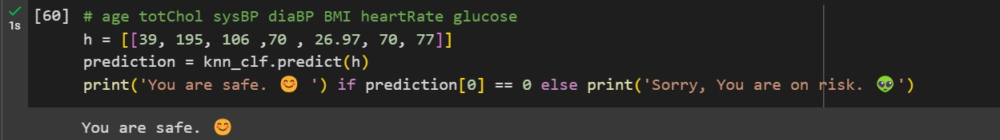 [60] # age totChol sysBP diaBP BMI heartRate glucose
1s
h = [[39, 195, 106 ,70 , 26.97, 70, 77]]
prediction = knn_clf.predict(h)
print('You are safe. 😊 ') if prediction[0] == 0 else print('Sorry, You are on risk. 👽')
You are safe. 😊